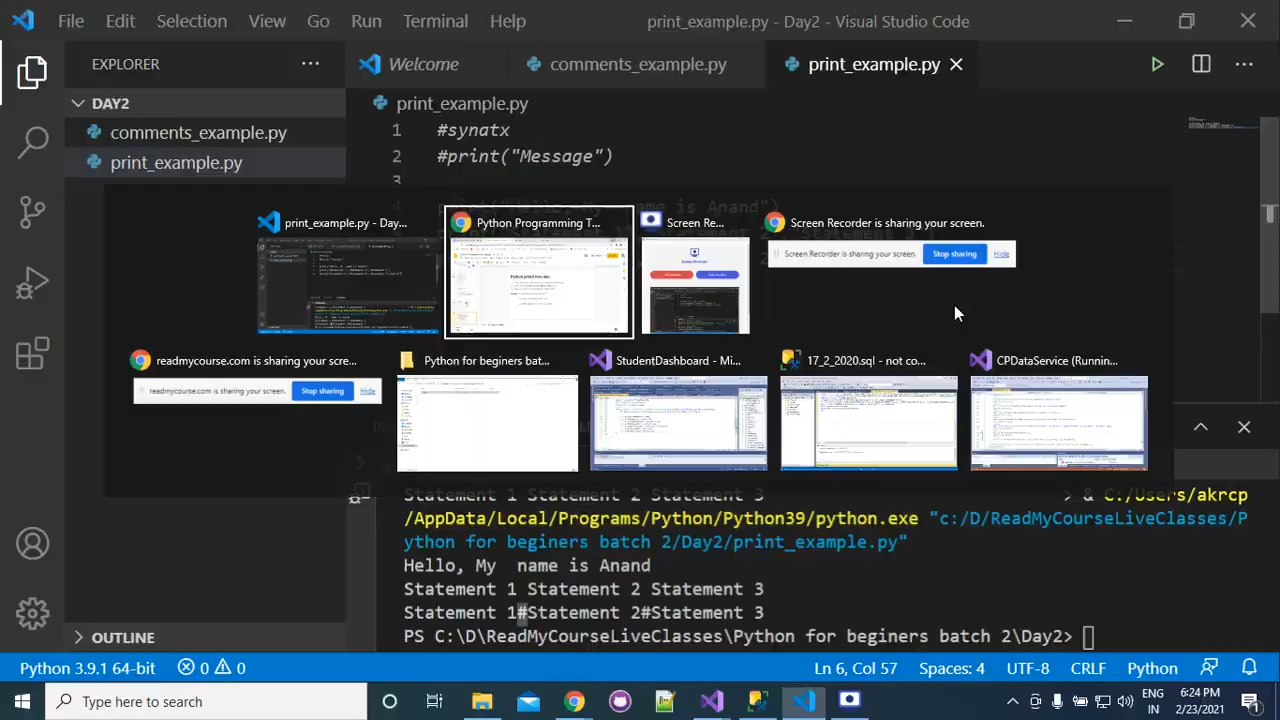 File Edit Selection View Go Run Terminal Help print_example.py - Day2 - Visual Studio Code
EXPLORER
Welcome comments_example.py print_example.py
DAY2
print_example.py
comments_example.py
print_example.py
1 #synatx
2 #print("Message")
3
print_example.py - Day...
Python Programming T...
Screen Re...
Screen Recorder is sharing your screen.
Screen Recorder is sharing your screen. Stop sharing Hide
readmycourse.com is sharing your scre...
Python for beginers bat...
StudentDashboard - Mi...
17_2_2020.sql - not co...
CPDataService (Runnin...
readmycourse.com is sharing your screen. Stop sharing Hide
Statement 1 Statement 2 Statement 3 > & C:/Users/akrcp
/AppData/Local/Programs/Python/Python39/python.exe "c:/D/ReadMyCourseLiveClasses/P
ython for beginers batch 2/Day2/print_example.py"
Hello, My  name is Anand
Statement 1 Statement 2 Statement 3
Statement 1#Statement 2#Statement 3
PS C:\D\ReadMyCourseLiveClasses\Python for beginers batch 2\Day2>
OUTLINE
Python 3.9.1 64-bit 0 0 Ln 6, Col 57 Spaces: 4 UTF-8 CRLF Python
Type here to search
ENG
IN
6:24 PM
2/23/2021
1